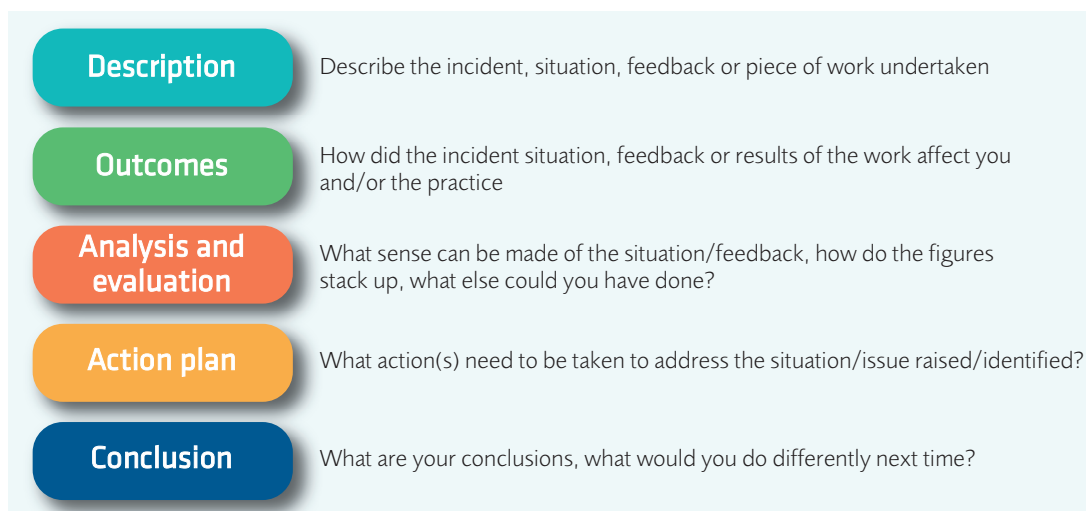 Description
Describe the incident, situation, feedback or piece of work undertaken
Outcomes
How did the incident situation, feedback or results of the work affect you
and/or the practice
Analysis and
evaluation
What sense can be made of the situation/feedback, how do the figures
stack up, what else could you have done?
Action plan
What action(s) need to be taken to address the situation/issue raised/identified?
Conclusion
What are your conclusions, what would you do differently next time?